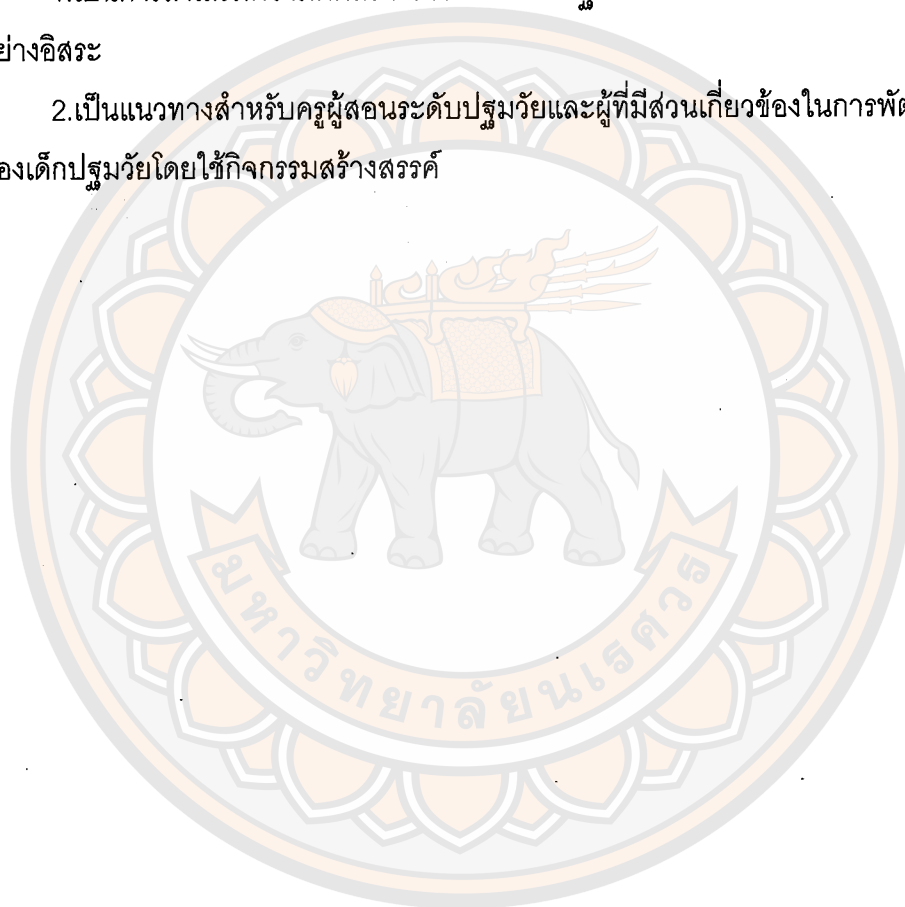 ย่างอิสระ
2.เป็นแนวทางสำหรับครูผู้สอนระดับปฐมวัยและผู้ที่มีส่วนเกี่ยวข้องในการพัฒ
องเด็กปฐมวัยโดยใช้กิจกรรมสร้างสรรค์
มหาวิทยาลัยนเรศวร